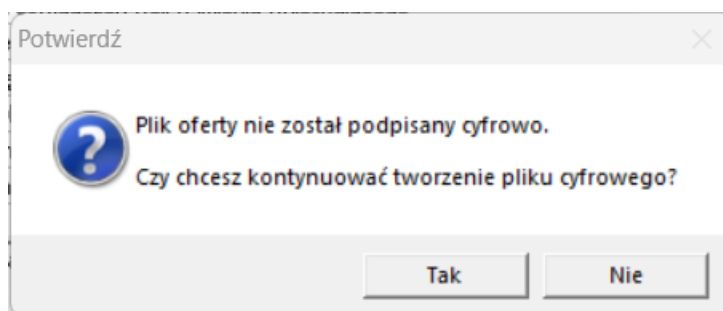 Potwierdź
Plik oferty nie został podpisany cyfrowo.
Czy chcesz kontynuować tworzenie pliku cyfrowego?
Tak
Nie